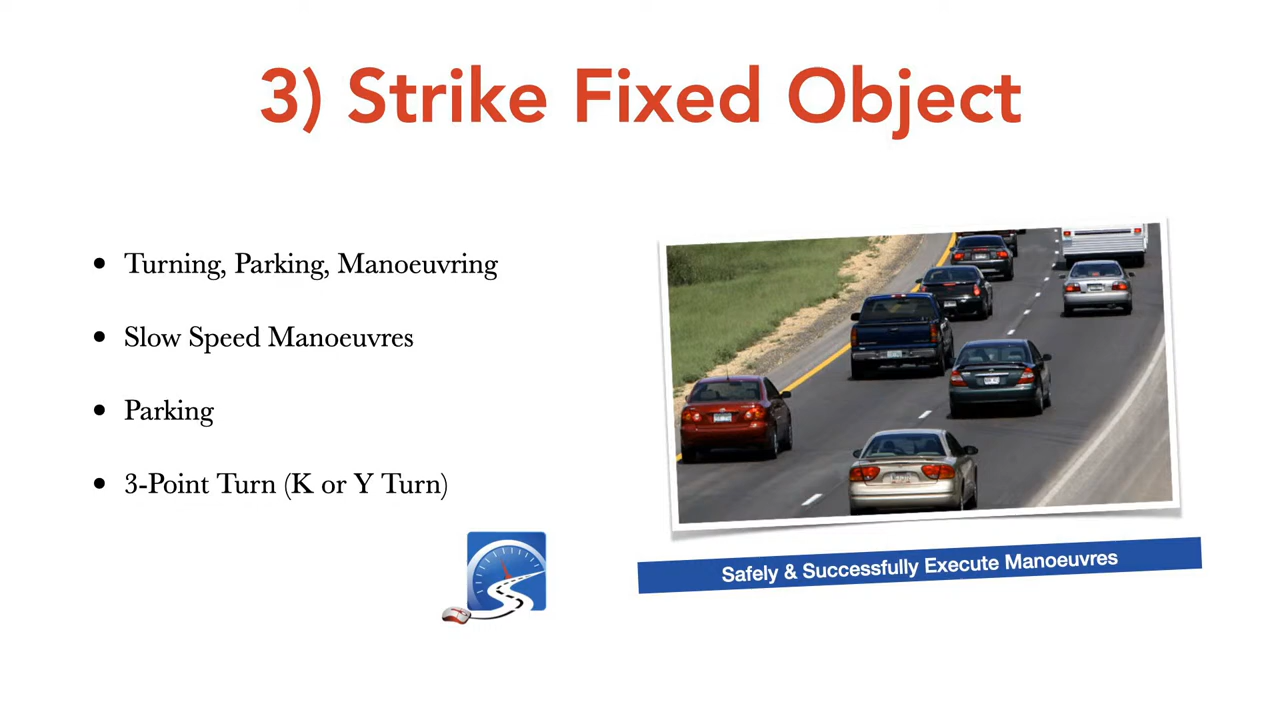 3) Strike Fixed Object
• Turning, Parking, Manoeuvring
• Slow Speed Manoeuvres
• Parking
• 3-Point Turn (K or Y Turn)
Safely & Successfully Execute Manoeuvres